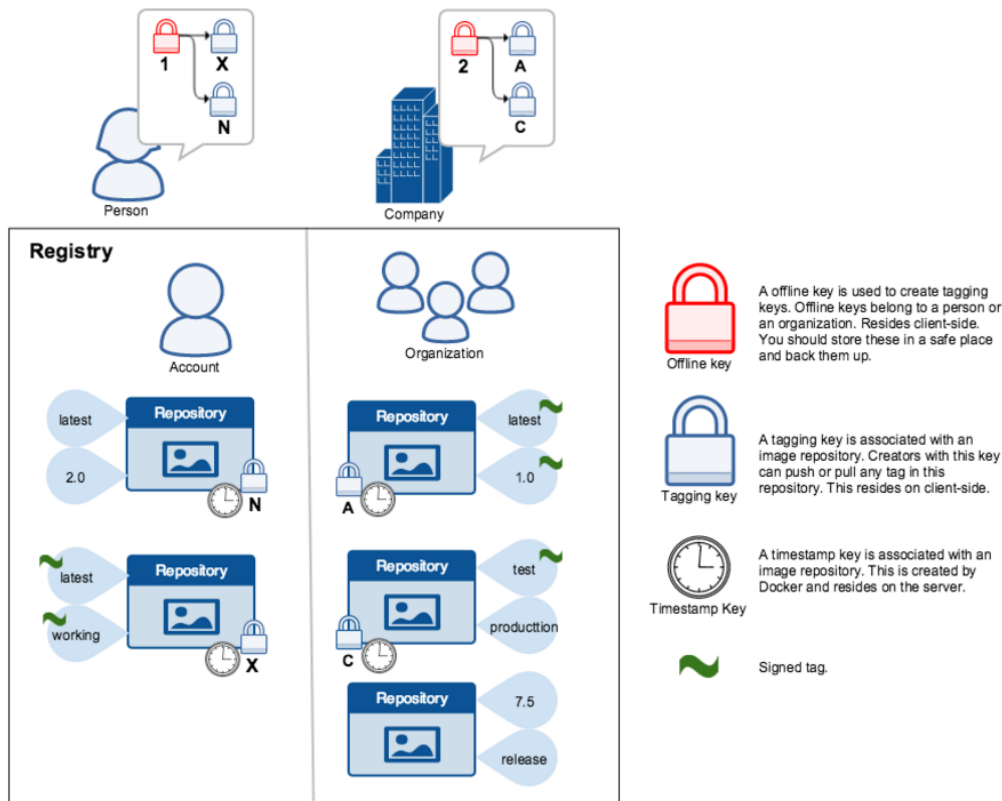 1
X
N
2
A
C
Person
Company
Registry
Account
Organization
Repository
latest
2.0
N
Repository
latest
1.0
A
Repository
latest
working
X
Repository
test
producttion
C
Repository
7.5
release
A offline key is used to create tagging
keys. Offline keys belong to a person or
an organization. Resides client-side.
You should store these in a safe place
and back them up.
Offline key
A tagging key is associated with an
image repository. Creators with this key
can push or pull any tag in this
repository. This resides on client-side.
Tagging key
A timestamp key is associated with an
image repository. This is created by
Docker and resides on the server.
Timestamp Key
Signed tag.